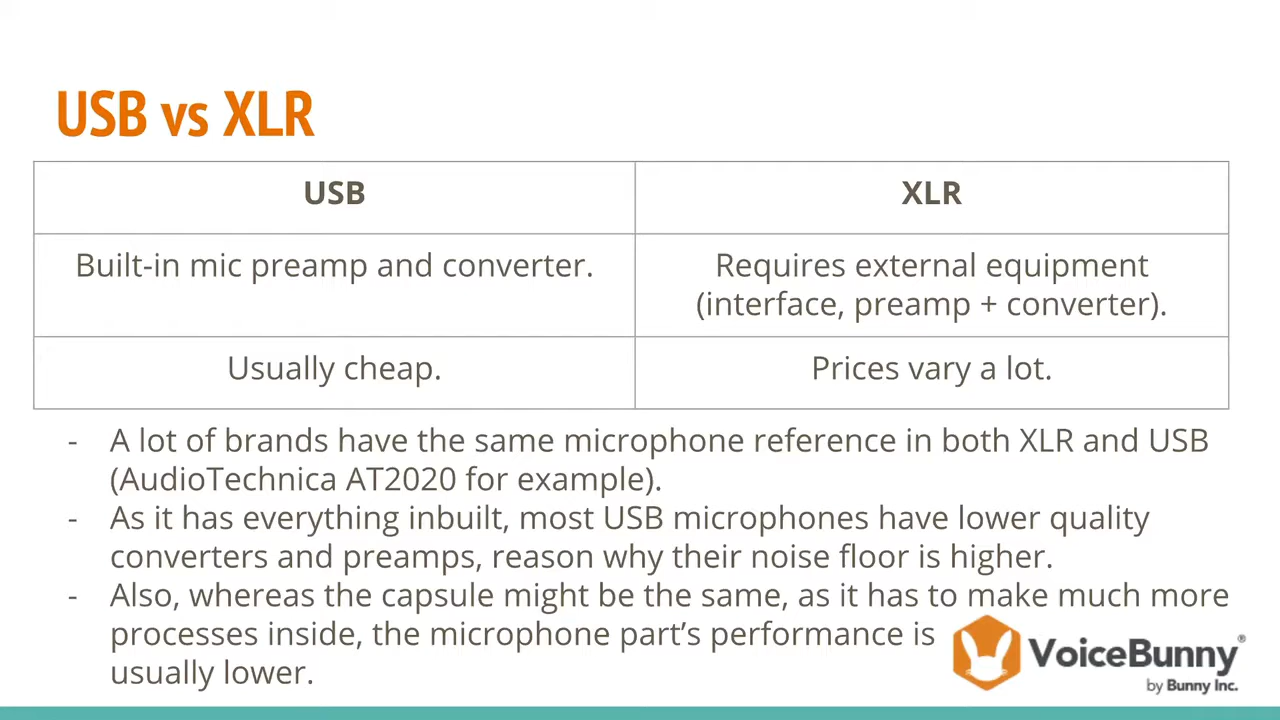 USB vs XLR
USB
XLR
Built-in mic preamp and converter.
Requires external equipment
(interface, preamp + converter).
Usually cheap.
Prices vary a lot.
- A lot of brands have the same microphone reference in both XLR and USB
(AudioTechnica AT2020 for example).
- As it has everything inbuilt, most USB microphones have lower quality
converters and preamps, reason why their noise floor is higher.
- Also, whereas the capsule might be the same, as it has to make much more
processes inside, the microphone part’s performance is
usually lower.
VoiceBunny®
by Bunny Inc.